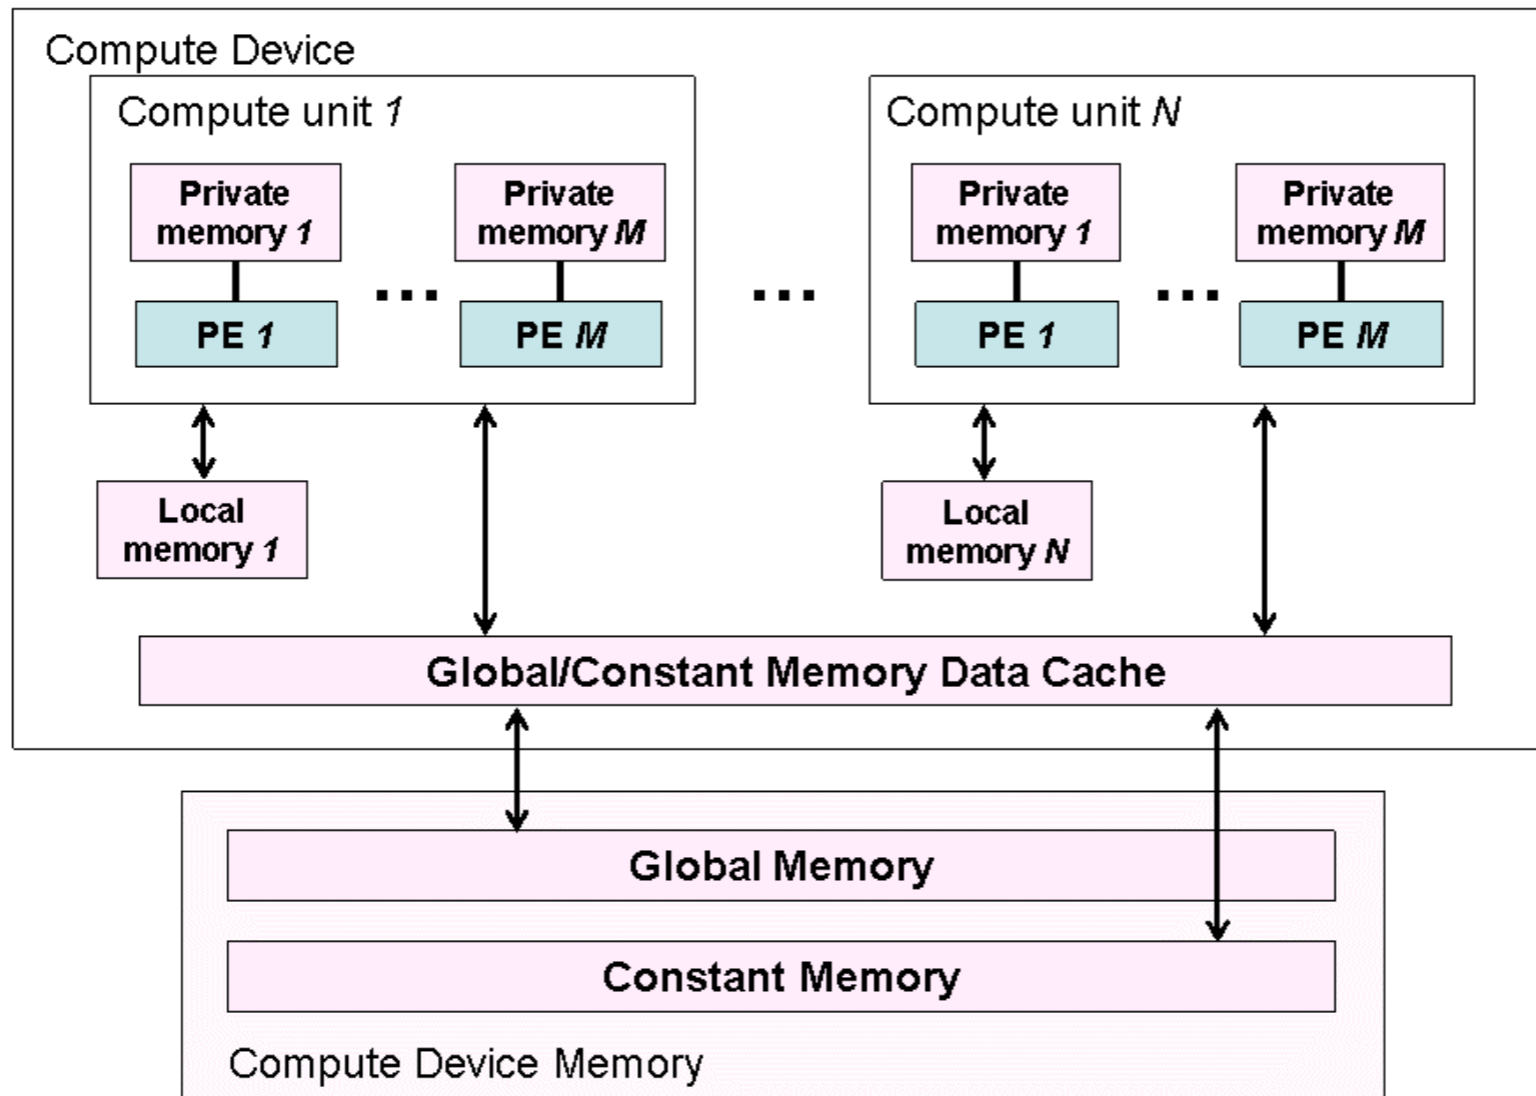 Compute Device
Compute unit 1
Compute unit N
Private
memory 1
Private
memory M
Private
memory 1
Private
memory M
...
...
...
PE 1
PE M
PE 1
PE M
Local
memory 1
Local
memory N
Global/Constant Memory Data Cache
Global Memory
Constant Memory
Compute Device Memory